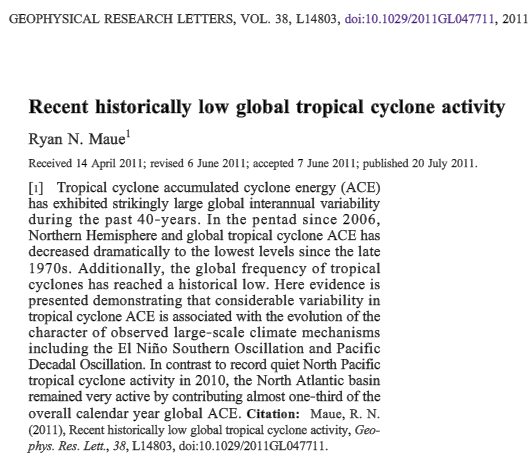 GEOPHYSICAL RESEARCH LETTERS, VOL. 38, L14803, doi:10.1029/2011GL047711, 2011
Recent historically low global tropical cyclone activity
Ryan N. Maue1
Received 14 April 2011; revised 6 June 2011; accepted 7 June 2011; published 20 July 2011.
[1] Tropical cyclone accumulated cyclone energy (ACE)
has exhibited strikingly large global interannual variability
during the past 40-years. In the pentad since 2006,
Northern Hemisphere and global tropical cyclone ACE has
decreased dramatically to the lowest levels since the late
1970s. Additionally, the global frequency of tropical
cyclones has reached a historical low. Here evidence is
presented demonstrating that considerable variability in
tropical cyclone ACE is associated with the evolution of the
character of observed large-scale climate mechanisms
including the El Niño Southern Oscillation and Pacific
Decadal Oscillation. In contrast to record quiet North Pacific
tropical cyclone activity in 2010, the North Atlantic basin
remained very active by contributing almost one-third of the
overall calendar year global ACE. Citation: Maue, R. N.
(2011), Recent historically low global tropical cyclone activity, Geo-
phys. Res. Lett., 38, L14803, doi:10.1029/2011GL047711.